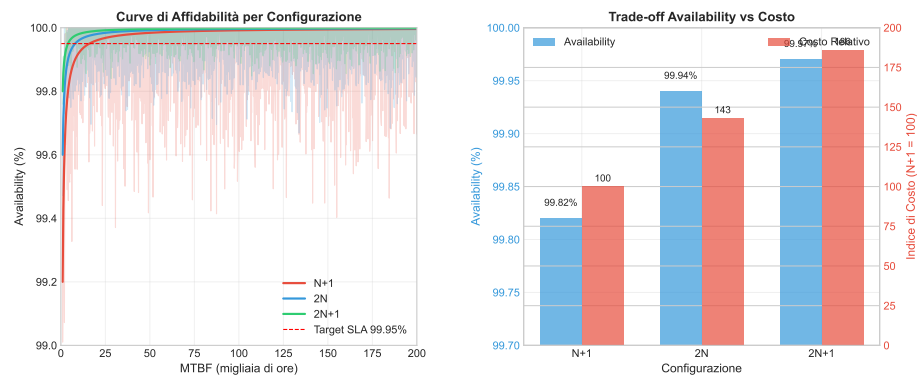 Curve di Affidabilità per Configurazione
Availability (%)
100.0
99.8
99.6
99.4
99.2
99.0
0 25 50 75 100 125 150 175 200
MTBF (migliaia di ore)
N+1
2N
2N+1
Target SLA 99.95%
Trade-off Availability vs Costo
Availability (%)
100.00
99.95
99.90
99.85
99.80
99.75
99.70
Availability
Costo Relativo
99.82%
100
99.94%
143
99.97%
186
N+1 2N 2N+1
Configurazione
200
175
150
125
100
75
50
25
0
Indice di Costo (N+1 = 100)